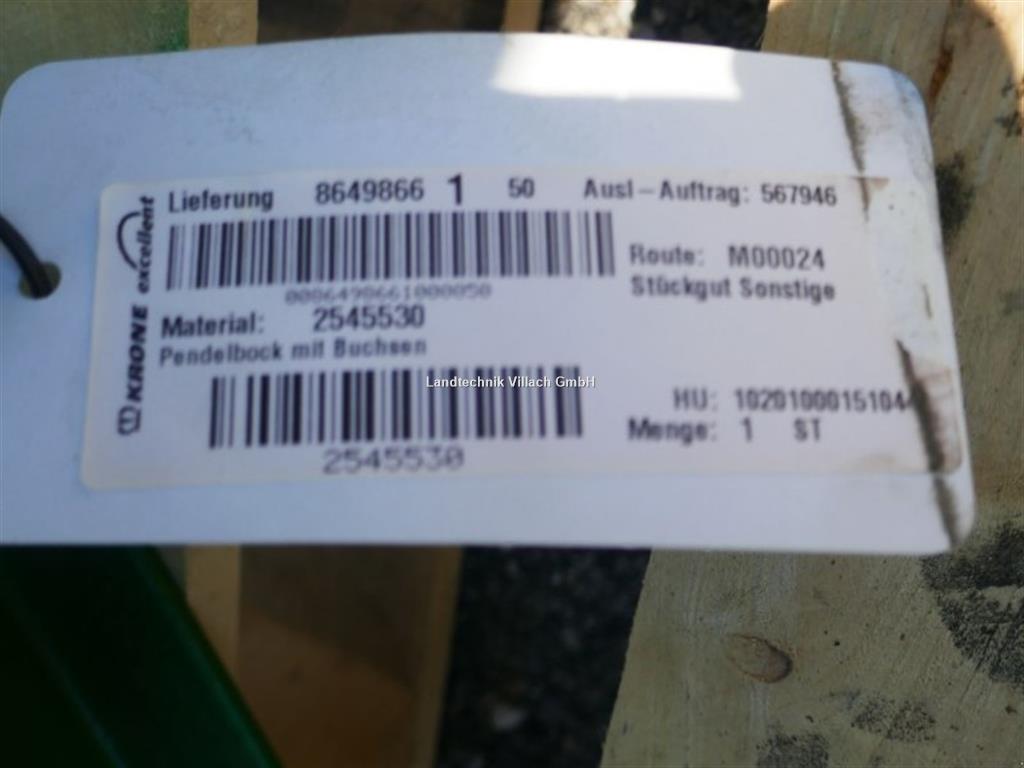 Lieferung 8649866 1 50 Ausl-Auftrag: 567946
Route: M00024
Stückgut Sonstige
0086498661000050
Material: 2545530
Pendelbock mit Buchsen
Landtechnik Villach GmbH
HU:
Menge: 1 ST
2545530
KRONE excellent